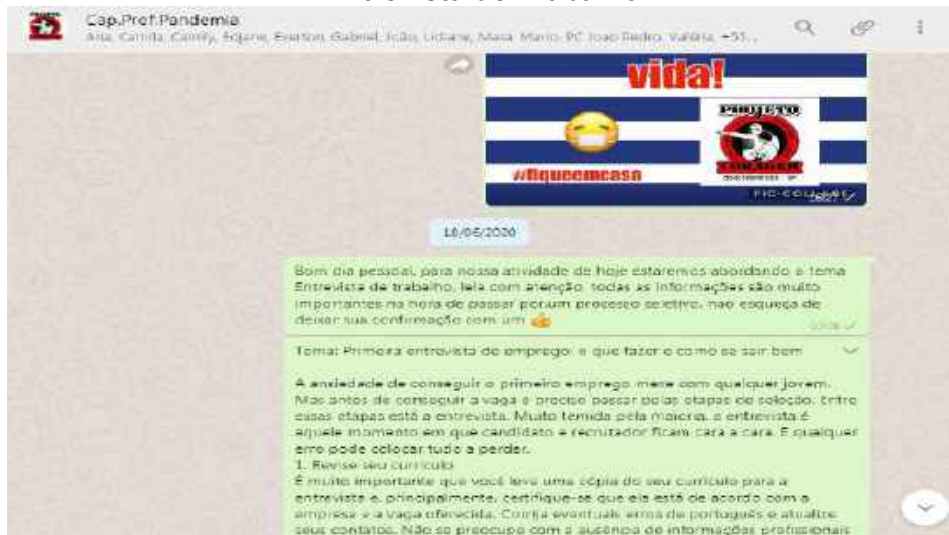 Cap.Prof.Pandemia
Ana, Camila, Camily, Edjane, Everton, Gabriel, João, Lidiane, Mara, Mario, PC, Joao Pedro, Valéria, +55...
vida!
PROJETO
#fiqueemcasa
18/06/2020
Bom dia pessoal, para nossa atividade de hoje estaremos abordando o tema
Entrevista de trabalho, leia com atenção, todas as informações são muito
importantes na hora de passar por um processo seletivo, não esqueça de
deixar sua confirmação com um 👍
Tema: Primeira entrevista de emprego: o que fazer e como se sair bem
A ansiedade de conseguir o primeiro emprego mexe com qualquer jovem.
Mas antes de conseguir a vaga é preciso passar pelas etapas de seleção. Entre
essas etapas está a entrevista. Muito temida pela maioria, a entrevista é
aquele momento em que candidato e recrutador ficam cara a cara. E qualquer
erro pode colocar tudo a perder.
1. Revise seu currículo
É muito importante que você leve uma cópia do seu currículo para a
entrevista e, principalmente, certifique-se que ela está de acordo com a
empresa e a vaga oferecida. Corrija eventuais erros de português e atualize
seus contatos. Não se preocupe com a ausência de informações profissionais